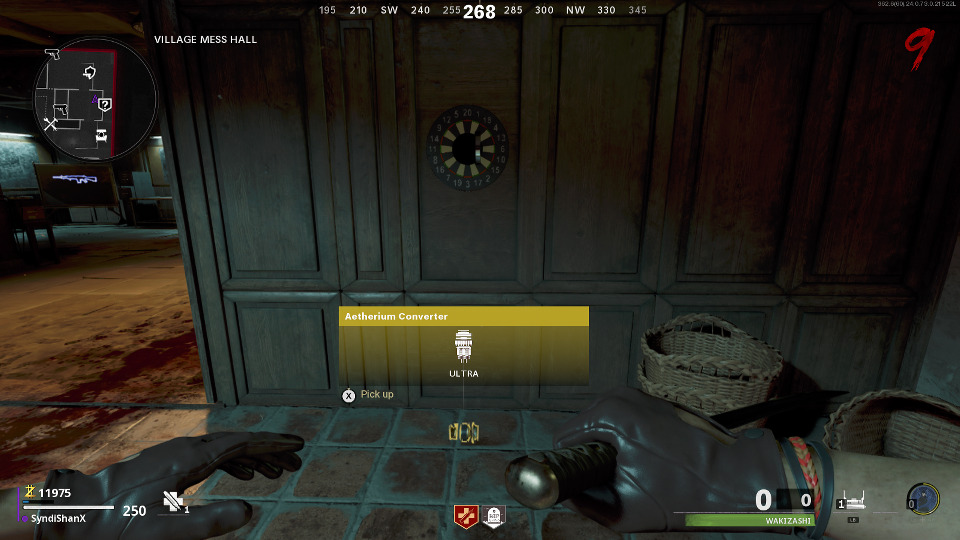 195 210 SW 240 255 268 285 300 NW 330 345
VILLAGE MESS HALL
9
?
Aetherium Converter
ULTRA
X Pick up
11975
250
1
SyndiShanX
0 0
1
LB
0
WAKIZASHI